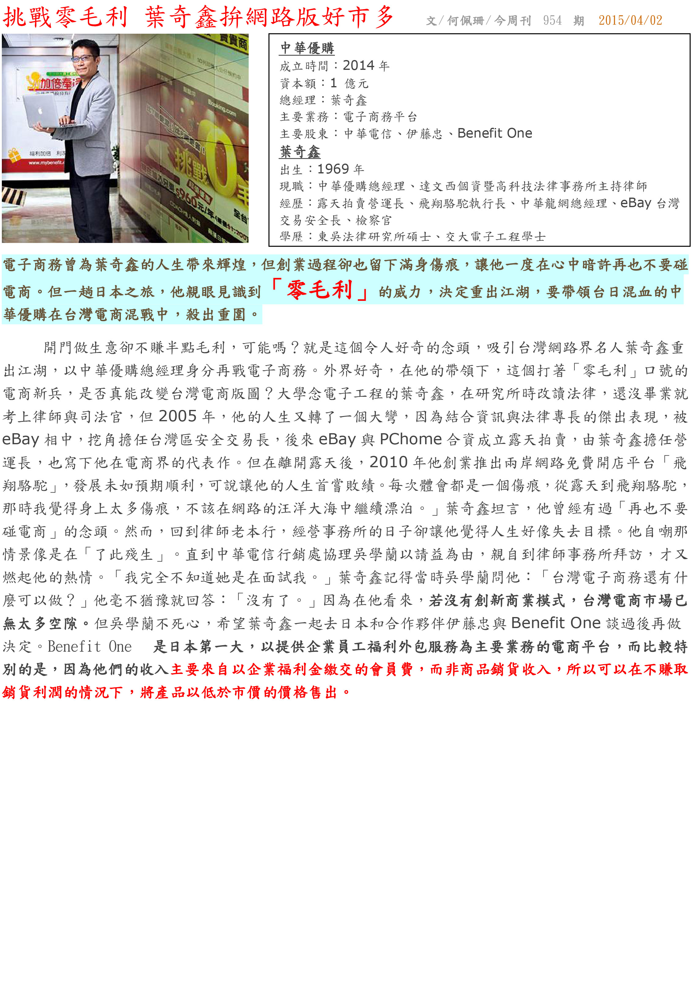 挑戰零毛利 葉奇鑫拚網路版好市多 文/何佩珊/今周刊 954 期 2015/04/02
加倍奉
福利加倍
www.mybenefit.c
貴貴商
Booking.com
挑戰0毛
$960元/年
全台
中華優購
成立時間：2014 年
資本額：1 億元
總經理：葉奇鑫
主要業務：電子商務平台
主要股東：中華電信、伊藤忠、Benefit One
葉奇鑫
出生：1969 年
現職：中華優購總經理、達文西個資暨高科技法律事務所主持律師
經歷：露天拍賣營運長、飛翔駱駝執行長、中華龍網總經理、eBay 台灣
交易安全長、檢察官
學歷：東吳法律研究所碩士、交大電子工程學士
電子商務曾為葉奇鑫的人生帶來輝煌，但創業過程卻也留下滿身傷痕，讓他一度在心中暗許再也不要碰
電商。但一趟日本之旅，他親眼見識到「零毛利」的威力，決定重出江湖，要帶領台日混血的中
華優購在台灣電商混戰中，殺出重圍。
開門做生意卻不賺半點毛利，可能嗎？就是這個令人好奇的念頭，吸引台灣網路界名人葉奇鑫重
出江湖，以中華優購總經理身分再戰電子商務。外界好奇，在他的帶領下，這個打著「零毛利」口號的
電商新兵，是否真能改變台灣電商版圖？大學念電子工程的葉奇鑫，在研究所時改讀法律，還沒畢業就
考上律師與司法官，但 2005 年，他的人生又轉了一個大彎，因為結合資訊與法律專長的傑出表現，被
eBay 相中，挖角擔任台灣區安全交易長，後來 eBay 與 PChome 合資成立露天拍賣，由葉奇鑫擔任營
運長，也寫下他在電商界的代表作。但在離開露天後，2010 年他創業推出兩岸網路免費開店平台「飛
翔駱駝」，發展未如預期順利，可說讓他的人生首嘗敗績。每次體會都是一個傷痕，從露天到飛翔駱駝，
那時我覺得身上太多傷痕，不該在網路的汪洋大海中繼續漂泊。」葉奇鑫坦言，他曾經有過「再也不要
碰電商」的念頭。然而，回到律師老本行，經營事務所的日子卻讓他覺得人生好像失去目標。他自嘲那
情景像是在「了此殘生」。直到中華電信行銷處協理吳學蘭以請益為由，親自到律師事務所拜訪，才又
燃起他的熱情。「我完全不知道她是在面試我。」葉奇鑫記得當時吳學蘭問他：「台灣電子商務還有什
麼可以做？」他毫不猶豫就回答：「沒有了。」因為在他看來，若沒有創新商業模式，台灣電商市場已
無太多空隙。但吳學蘭不死心，希望葉奇鑫一起去日本和合作夥伴伊藤忠與 Benefit One 談過後再做
決定。Benefit One 是日本第一大，以提供企業員工福利外包服務為主要業務的電商平台，而比較特
別的是，因為他們的收入主要來自以企業福利金繳交的會員費，而非商品銷貨收入，所以可以在不賺取
銷貨利潤的情況下，將產品以低於市價的價格售出。